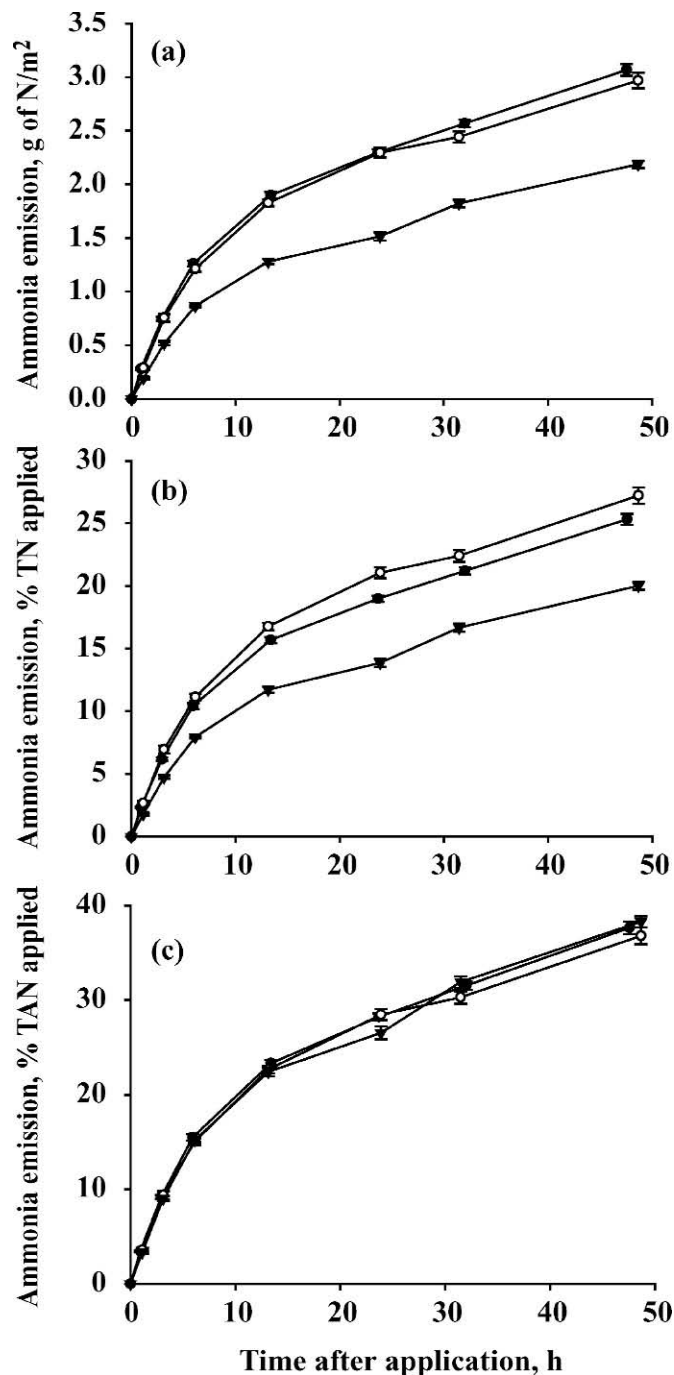 (a)
Ammonia emission, g of N/m²
3.0
2.5
2.0
1.5
1.0
0.5
0.0
0 10 20 30 40 50
(b)
Ammonia emission, % TN applied
30
25
20
15
10
5
0
0 10 20 30 40 50
(c)
Ammonia emission, % TAN applied
40
30
20
10
0
0 10 20 30 40 50
Time after application, h